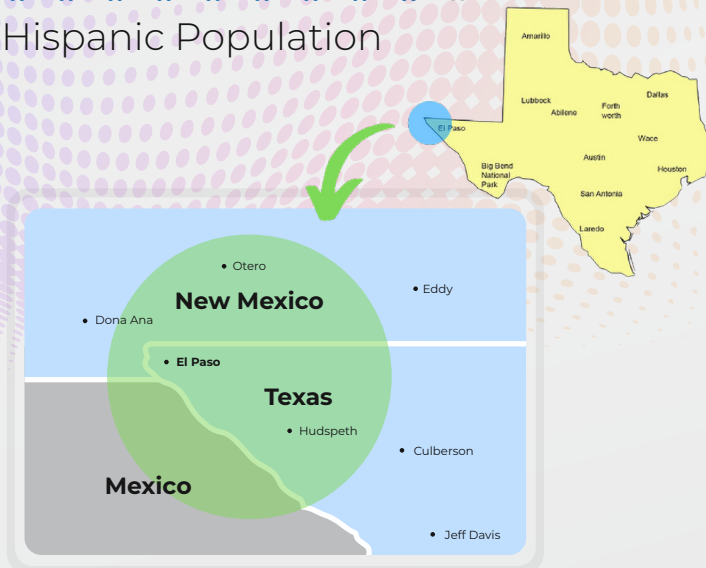 Hispanic Population
Amarillo
Lubbock
Abilene
Forth
worth
Dallas
El Paso
Wace
Austin
Big Bend
National
Park
Houston
San Antonia
Laredo
Otero
New Mexico
Eddy
Dona Ana
El Paso
Texas
Hudspeth
Culberson
Mexico
Jeff Davis